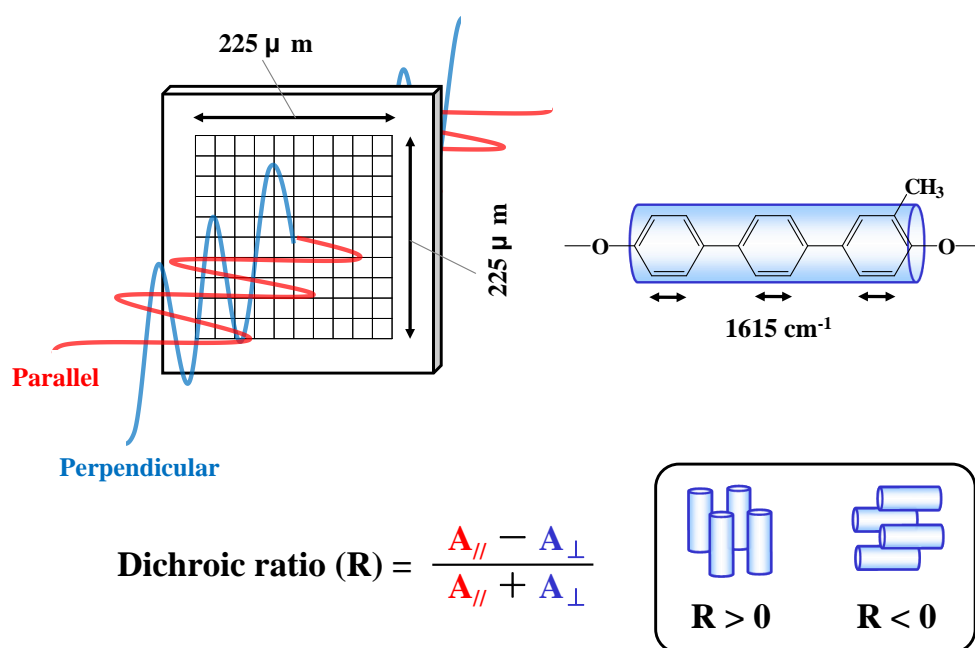 225 μ m
225 μ m
CH3
O
O
1615 cm-1
Parallel
Perpendicular
Dichroic ratio (R) = A// − A⊥
A// + A⊥
R > 0
R < 0